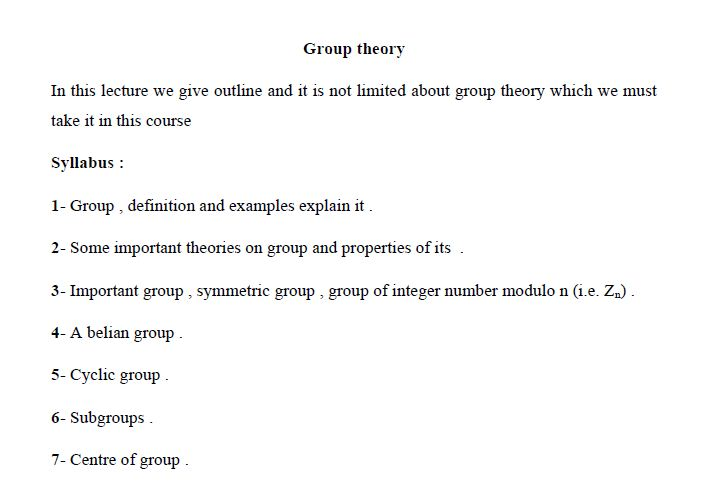 Group theory
In this lecture we give outline and it is not limited about group theory which we must
take it in this course
Syllabus :
1- Group , definition and examples explain it .
2- Some important theories on group and properties of its .
3- Important group , symmetric group , group of integer number modulo n (i.e. Zn) .
4- A belian group .
5- Cyclic group .
6- Subgroups .
7- Centre of group .